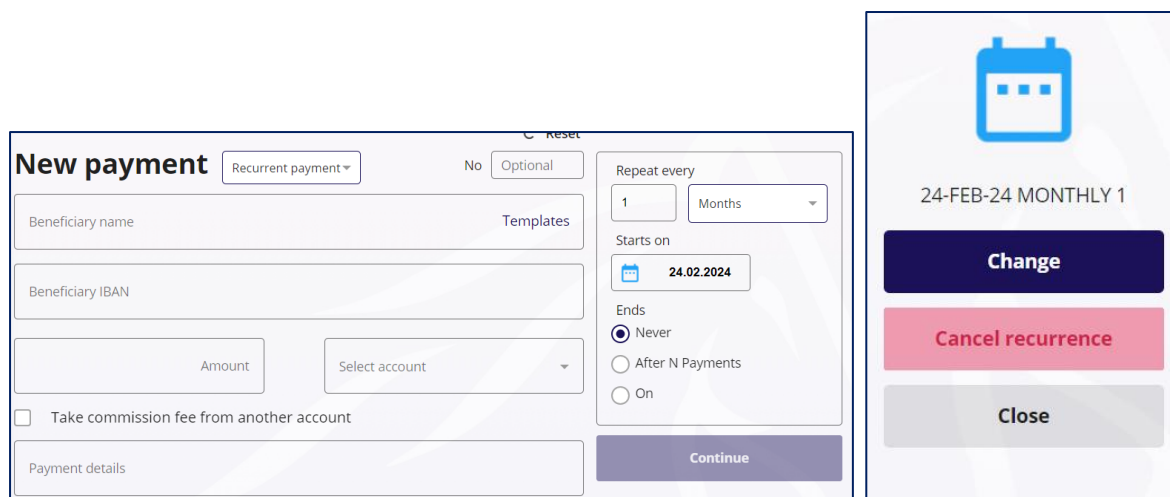 Reset
New payment
Recurrent payment
No
Optional
Beneficiary name
Templates
Beneficiary IBAN
Amount
Select account
Take commission fee from another account
Payment details
Repeat every
1
Months
Starts on
24.02.2024
Ends
Never
After N Payments
On
Continue
24-FEB-24 MONTHLY 1
Change
Cancel recurrence
Close